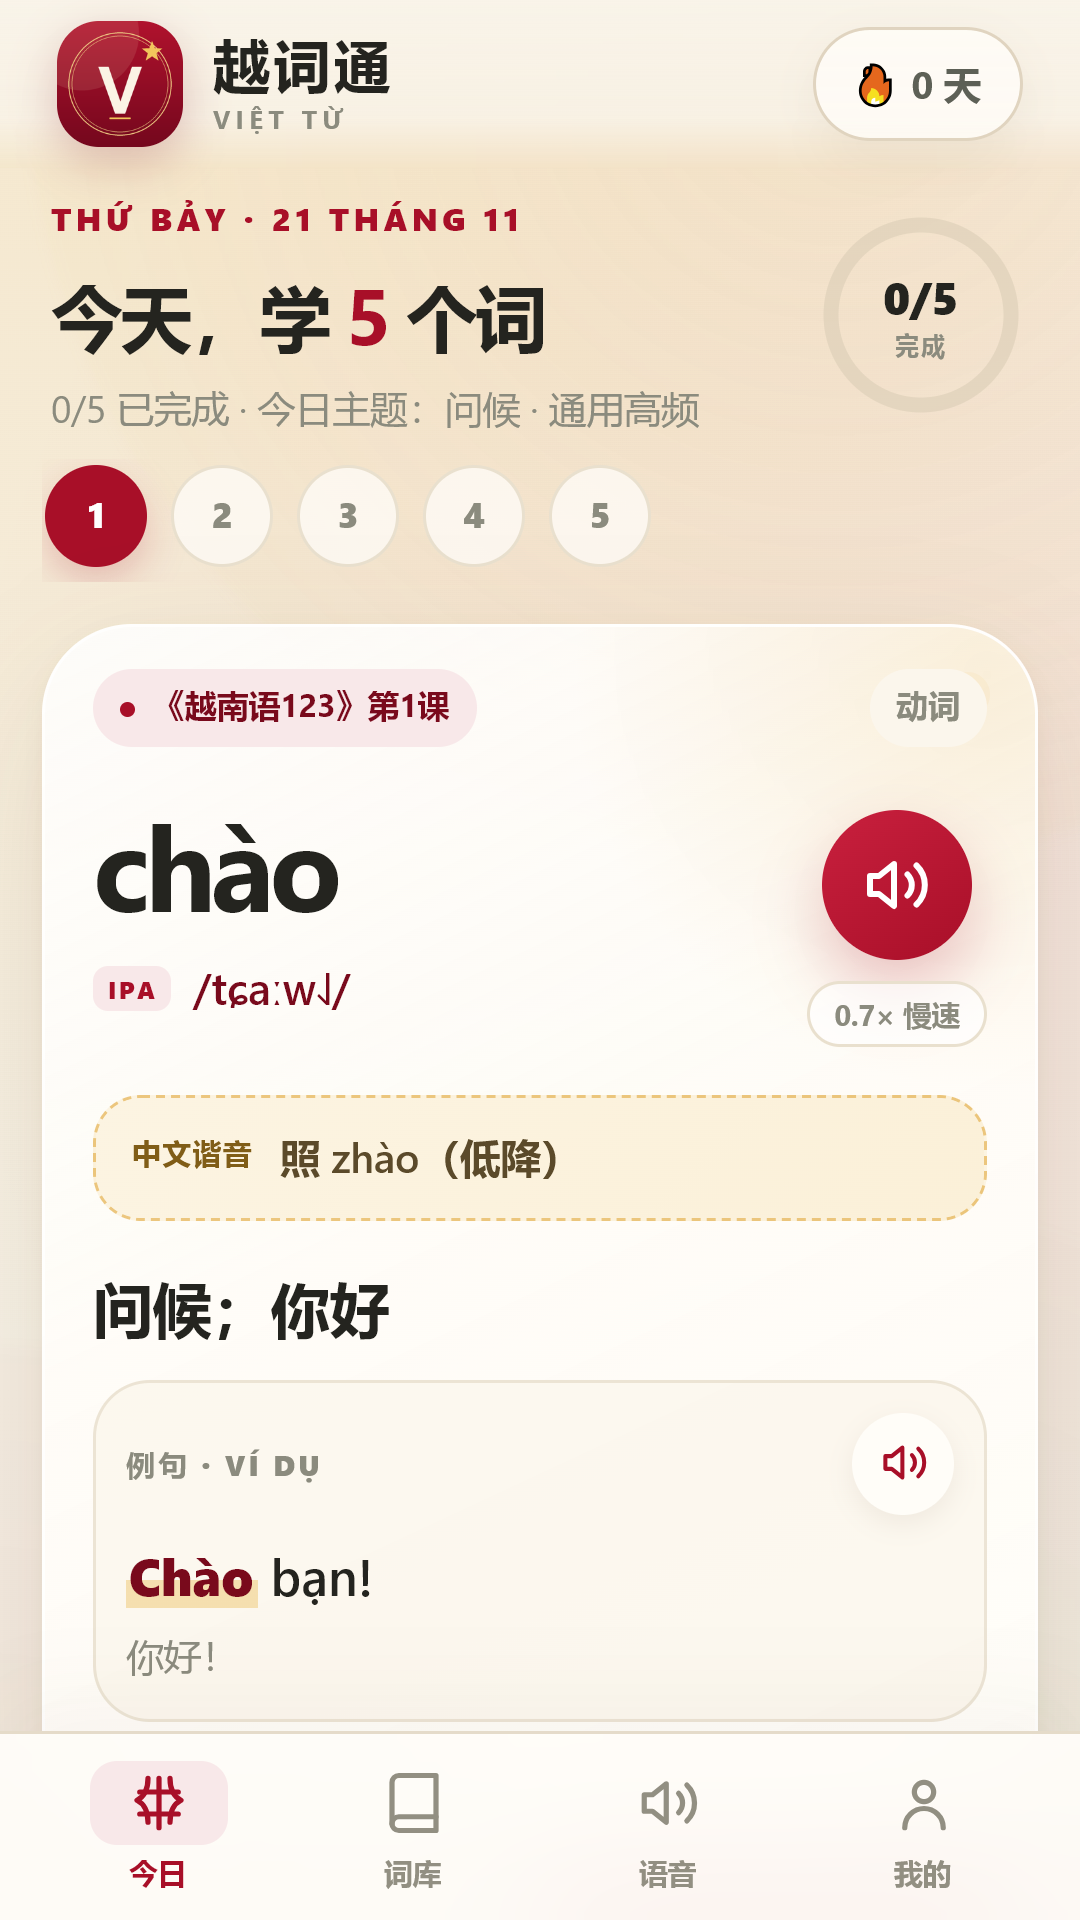 V
越词通
VIỆT TỪ
0 天
THỨ BẢY · 21 THÁNG 11
今天，学 5 个词
0/5
完成
0/5 已完成 · 今日主题：问候 · 通用高频
1 2 3 4 5
《越南语123》第1课
动词
chào
IPA /tɕaːw˨˩/
0.7× 慢速
中文谐音 照 zhào（低降）
问候；你好
例句 · VÍ DỤ
Chào bạn!
你好！
今日 词库 语音 我的